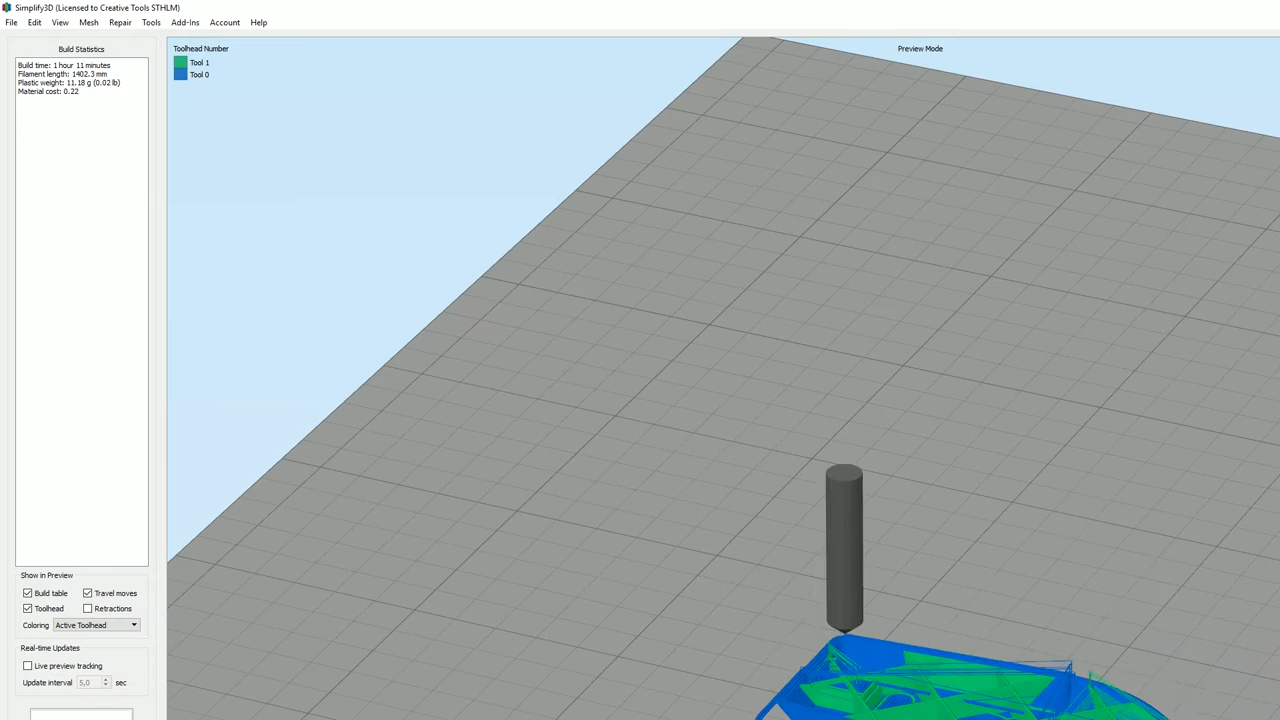 Simplify3D (Licensed to Creative Tools STHLM)
File Edit View Mesh Repair Tools Add-Ins Account Help
Build Statistics
Build time: 1 hour 11 minutes
Filament length: 1402.3 mm
Plastic weight: 11.18 g (0.02 lb)
Material cost: 0.22
Toolhead Number
Tool 1
Tool 0
Preview Mode
Show in Preview
Build table Travel moves
Toolhead Retractions
Coloring Active Toolhead
Real-time Updates
Live preview tracking
Update interval 5,0 sec